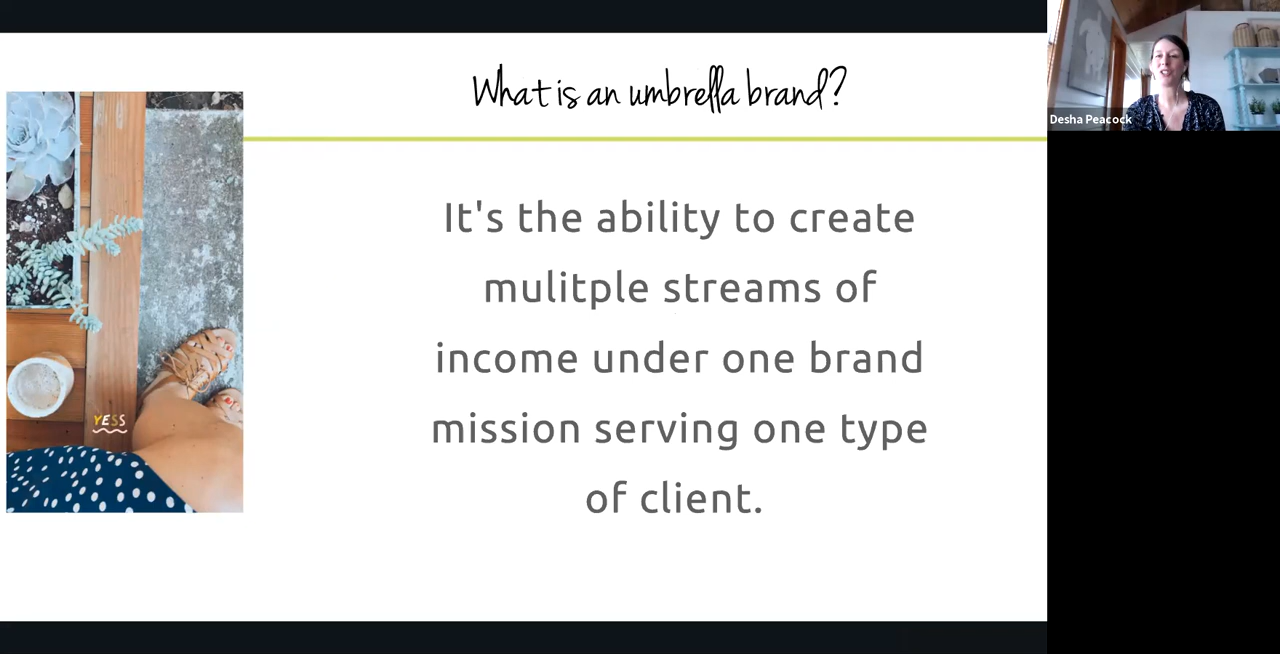 What is an umbrella brand?
It's the ability to create
mulitple streams of
income under one brand
mission serving one type
of client.
YESS
Desha Peacock